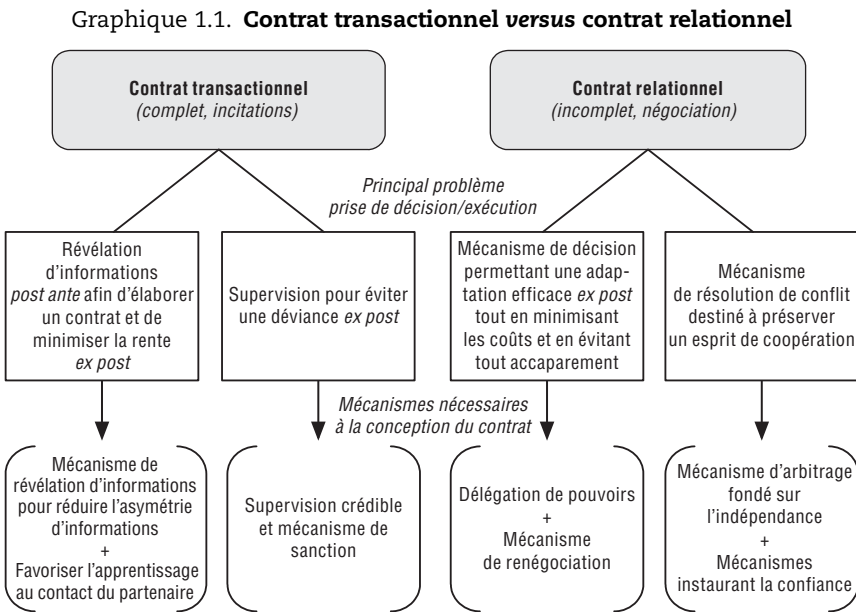 Graphique 1.1. Contrat transactionnel versus contrat relationnel
Contrat transactionnel
(complet, incitations)
Contrat relationnel
(incomplet, négociation)
Principal problème
prise de décision/exécution
Révélation
d'informations
post ante afin d'élaborer
un contrat et de
minimiser la rente
ex post
Supervision pour éviter
une déviance ex post
Mécanisme de décision
permettant une adap-
tation efficace ex post
tout en minimisant
les coûts et en évitant
tout accaparement
Mécanisme
de résolution de conflit
destiné à préserver
un esprit de coopération
Mécanismes nécessaires
à la conception du contrat
Mécanisme de
révélation d'informations
pour réduire l'asymétrie
d'informations
+
Favoriser l'apprentissage
au contact du partenaire
Supervision crédible
et mécanisme de
sanction
Délégation de pouvoirs
+
Mécanisme
de renégociation
Mécanisme d'arbitrage
fondé sur
l'indépendance
+
Mécanismes
instaurant la confiance